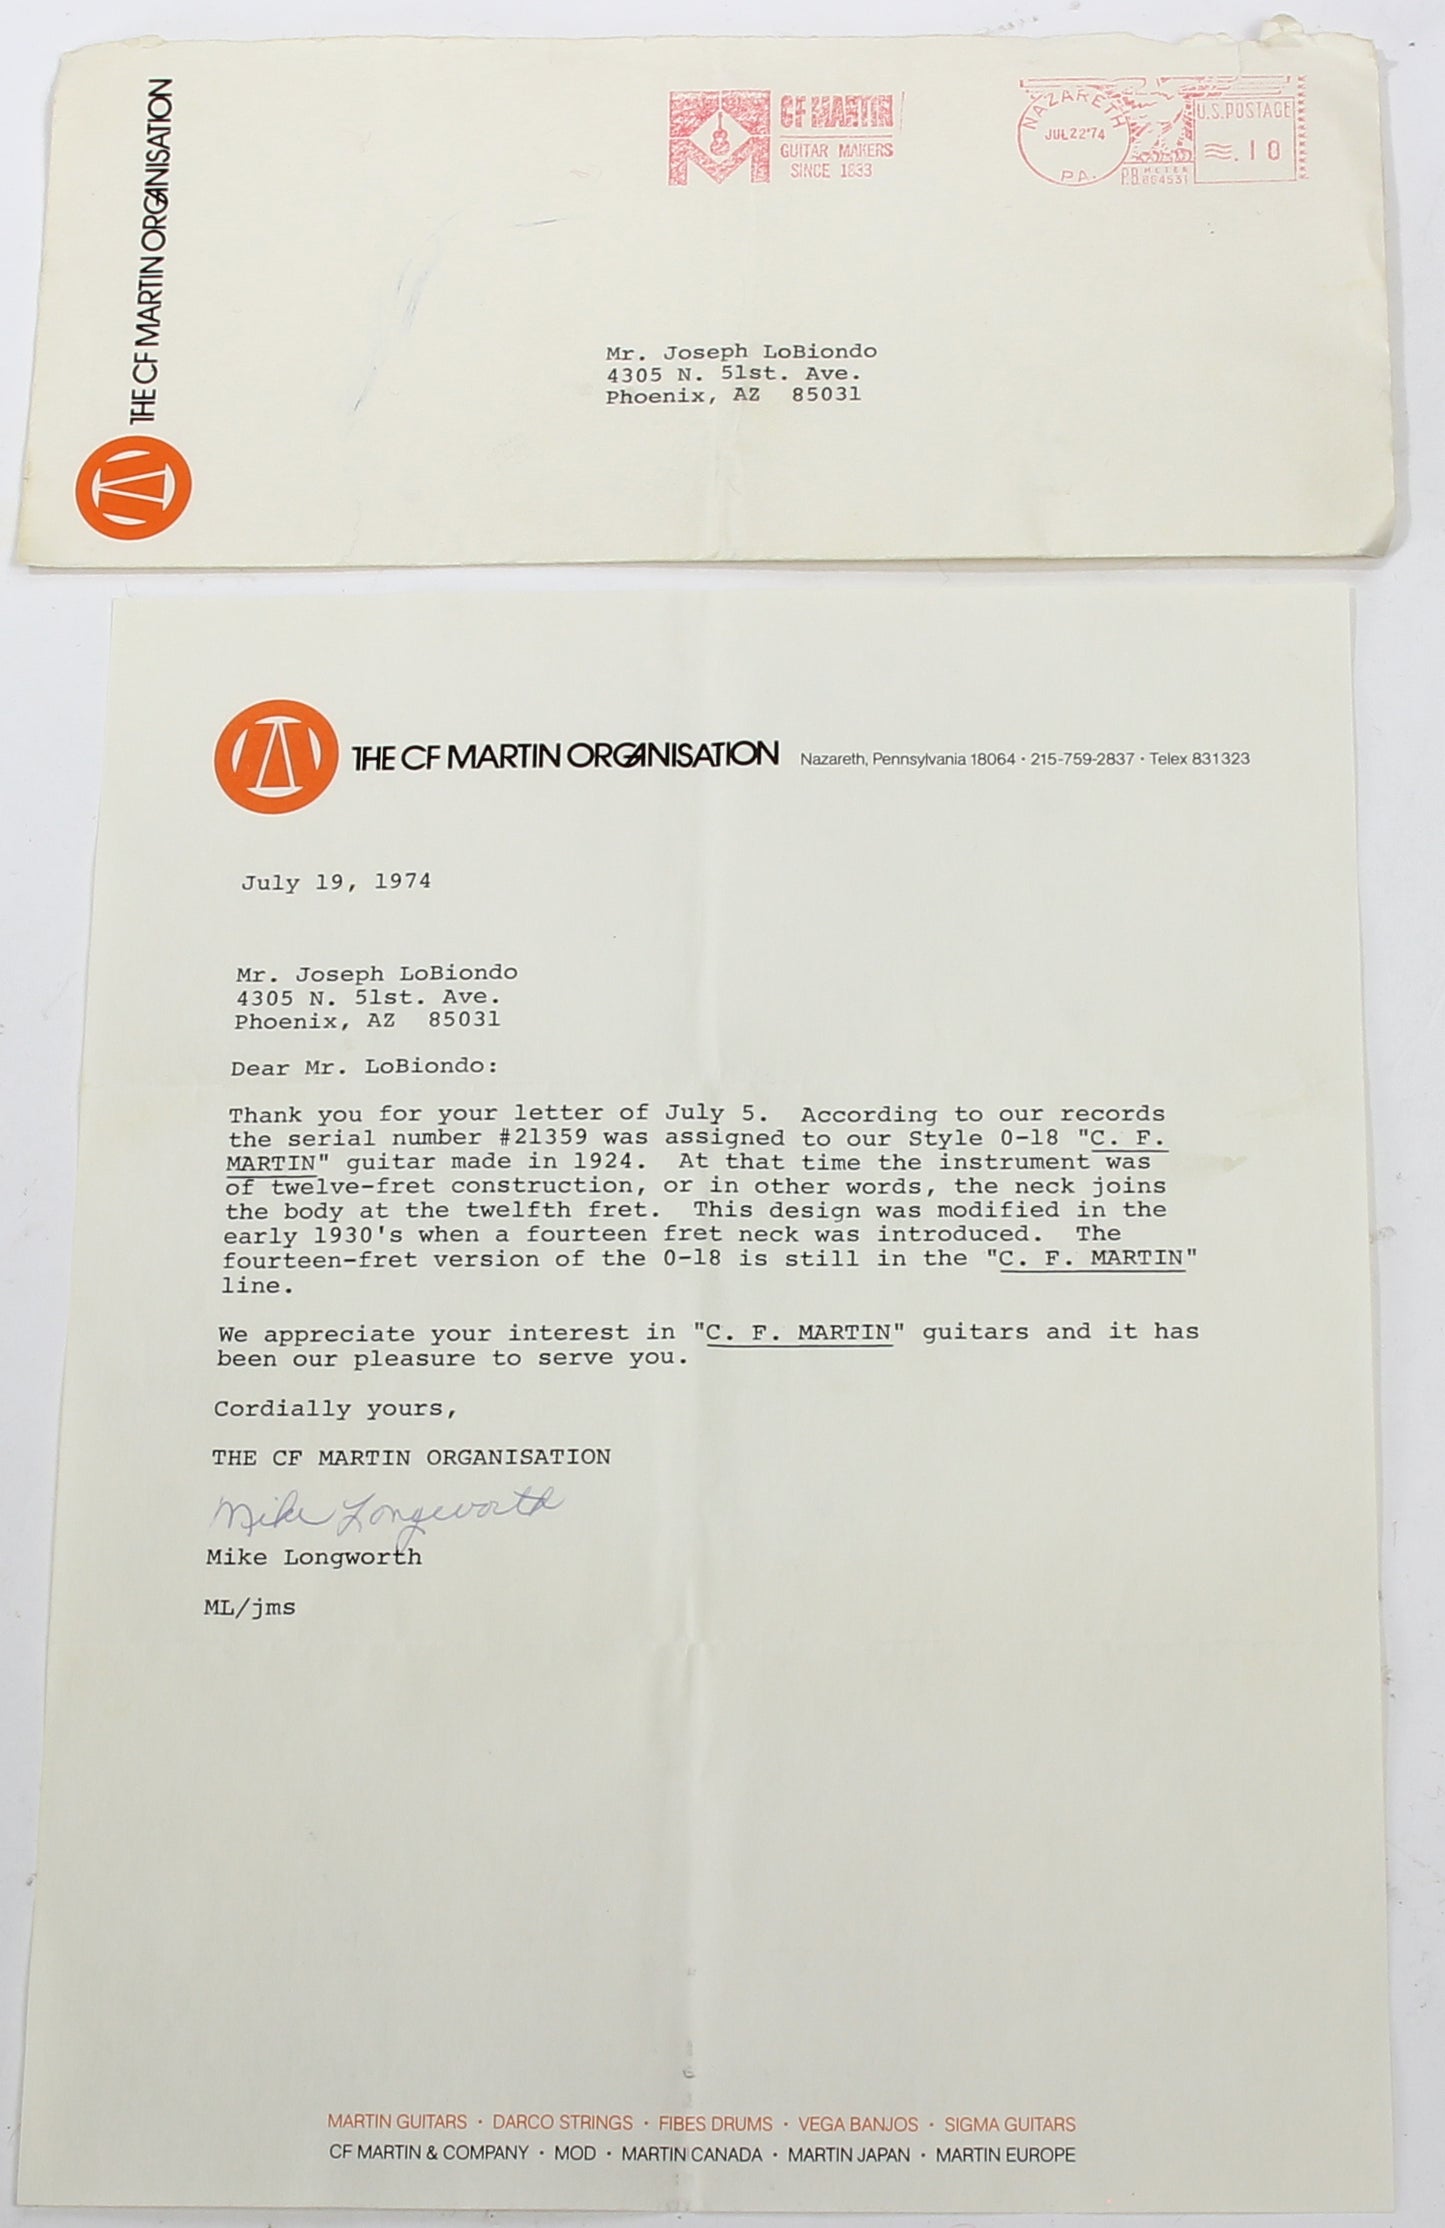 THE CF MARTIN ORGANISATION
CF MARTIN
GUITAR MAKERS
SINCE 1833
NAZARETH
JUL 22 '74
PA.
U.S. POSTAGE
.10
P.B. METER
664531
Mr. Joseph LoBiondo
4305 N. 51st. Ave.
Phoenix, AZ  85031
THE CF MARTIN ORGANISATION Nazareth, Pennsylvania 18064 · 215-759-2837 · Telex 831323
July 19, 1974
Mr. Joseph LoBiondo
4305 N. 51st. Ave.
Phoenix, AZ  85031
Dear Mr. LoBiondo:
Thank you for your letter of July 5.  According to our records
the serial number #21359 was assigned to our Style 0-18 "C. F.
MARTIN" guitar made in 1924.  At that time the instrument was
of twelve-fret construction, or in other words, the neck joins
the body at the twelfth fret.  This design was modified in the
early 1930's when a fourteen fret neck was introduced.  The
fourteen-fret version of the 0-18 is still in the "C. F. MARTIN"
line.
We appreciate your interest in "C. F. MARTIN" guitars and it has
been our pleasure to serve you.
Cordially yours,
THE CF MARTIN ORGANISATION
Mike Longworth
Mike Longworth
ML/jms
MARTIN GUITARS · DARCO STRINGS · FIBES DRUMS · VEGA BANJOS · SIGMA GUITARS
CF MARTIN & COMPANY · MOD · MARTIN CANADA · MARTIN JAPAN · MARTIN EUROPE